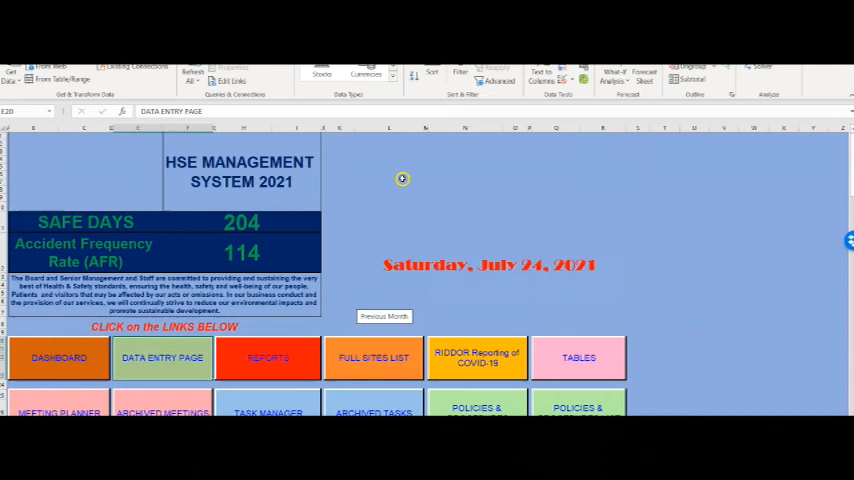 From Web
Existing Connections
Properties
Ungroup
Solver
Get Data
From Table/Range
Refresh All
Edit Links
Stocks
Currencies
Sort
Filter
Reapply
Advanced
Text to Columns
What-If Analysis
Forecast Sheet
Subtotal
Get & Transform Data
Queries & Connections
Data Types
Sort & Filter
Data Tools
Forecast
Outline
Analyze
E20
fx
DATA ENTRY PAGE
HSE MANAGEMENT
SYSTEM 2021
SAFE DAYS 204
Accident Frequency
Rate (AFR) 114
Saturday, July 24, 2021
The Board and Senior Management and Staff are committed to providing and sustaining the very
best of Health & Safety standards, ensuring the health, safety and well-being of our people,
Patients and visitors that may be affected by our acts or omissions. In our business conduct and
the provision of our services, we will continually strive to reduce our environmental impacts and
promote sustainable development.
Previous Month
CLICK on the LINKS BELOW
DASHBOARD
DATA ENTRY PAGE
REPORTS
FULL SITES LIST
RIDDOR Reporting of
COVID-19
TABLES
MEETING PLANNER
ARCHIVED MEETINGS
TASK MANAGER
ARCHIVED TASKS
POLICIES &
POLICIES &